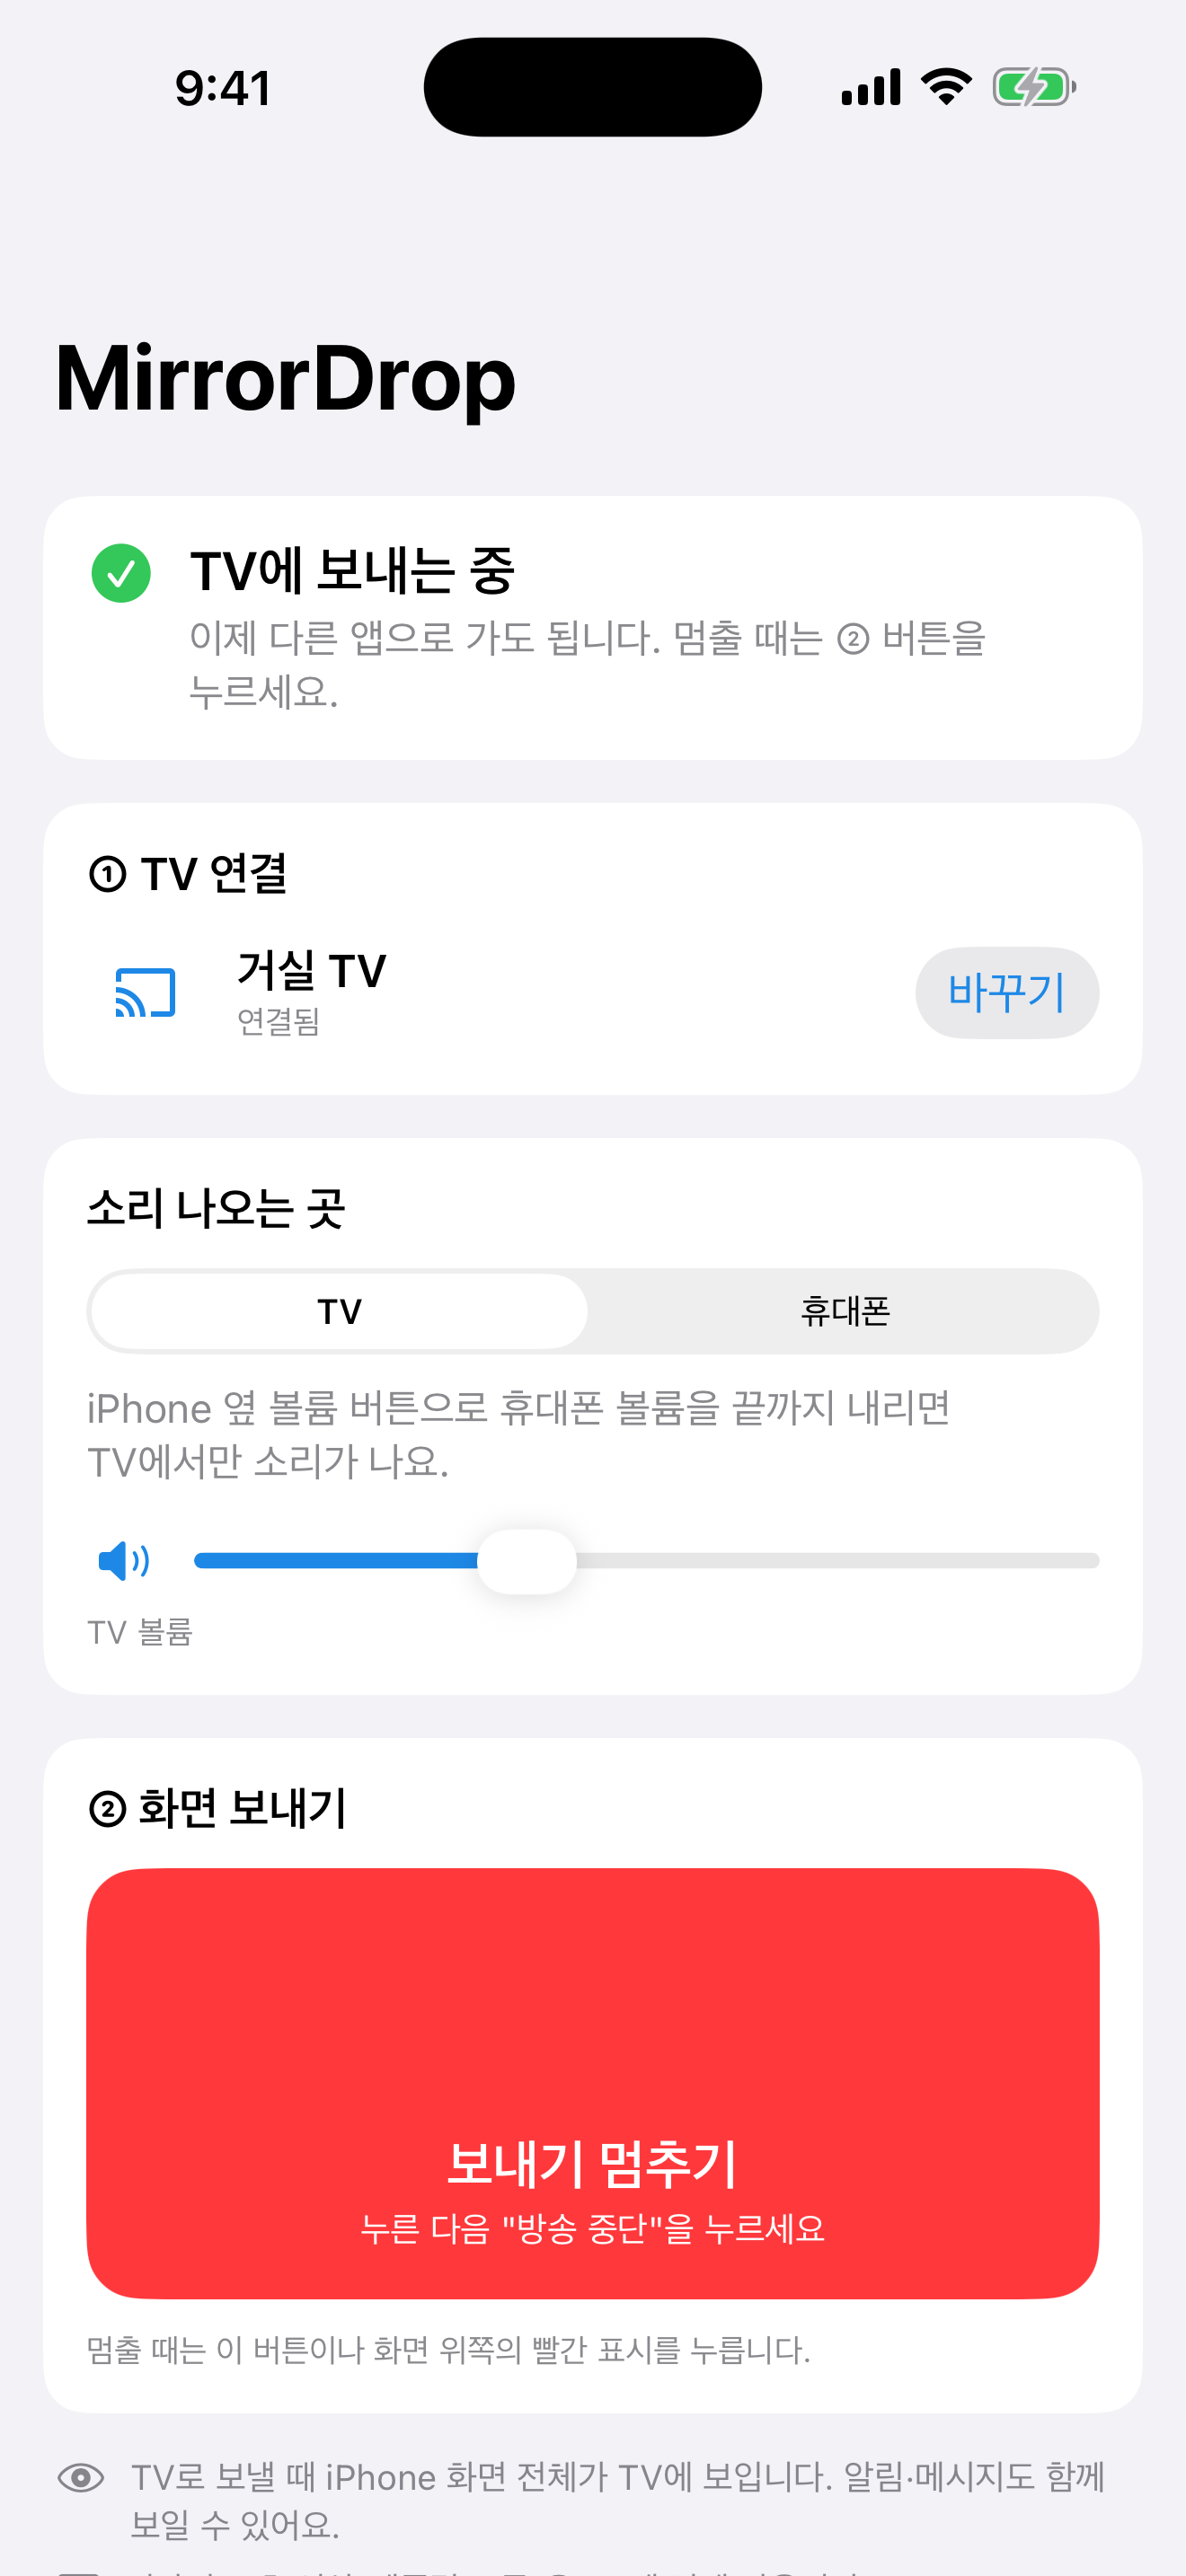 9:41
MirrorDrop
TV에 보내는 중
이제 다른 앱으로 가도 됩니다. 멈출 때는 ② 버튼을
누르세요.
① TV 연결
거실 TV
연결됨
바꾸기
소리 나오는 곳
TV
휴대폰
iPhone 옆 볼륨 버튼으로 휴대폰 볼륨을 끝까지 내리면
TV에서만 소리가 나요.
TV 볼륨
② 화면 보내기
보내기 멈추기
누른 다음 "방송 중단"을 누르세요
멈출 때는 이 버튼이나 화면 위쪽의 빨간 표시를 누릅니다.
TV로 보낼 때 iPhone 화면 전체가 TV에 보입니다. 알림·메시지도 함께
보일 수 있어요.